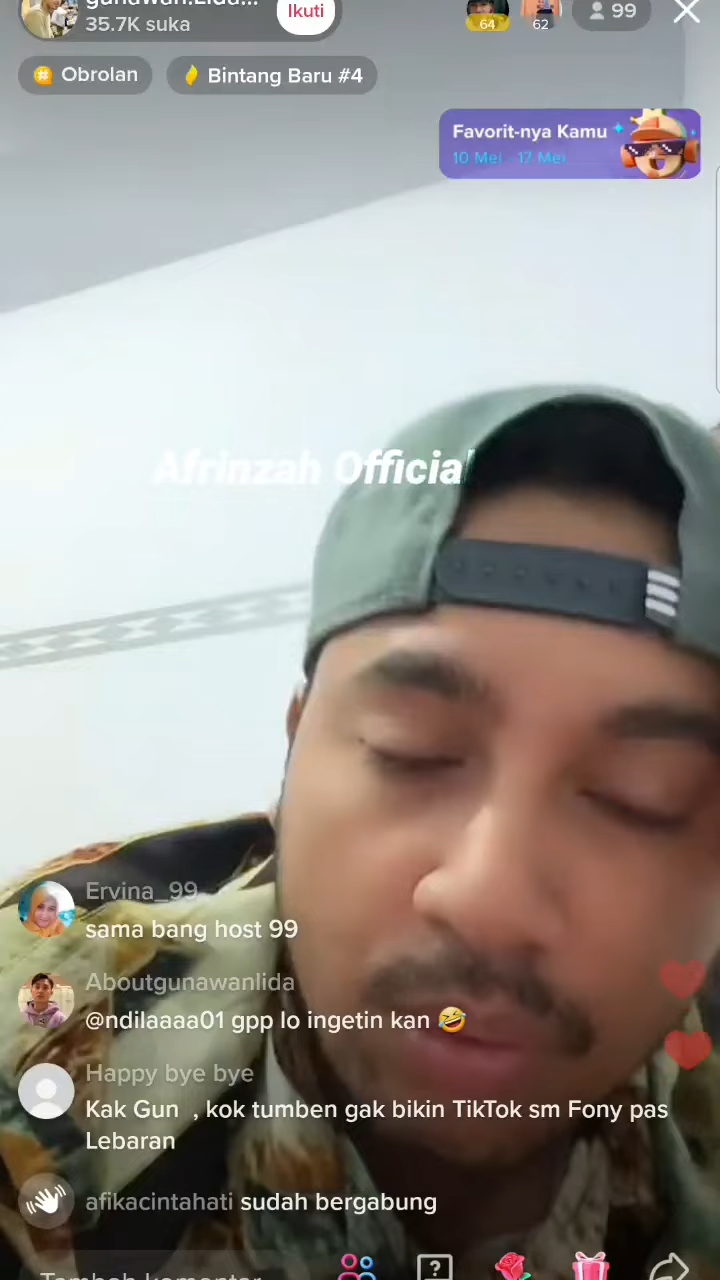 35.7K suka
Ikuti
64
62
99
Obrolan
Bintang Baru #4
Favorit-nya Kamu
10 Mei - 17 Mei
Afrinzah Official
Ervina_99
sama bang host 99
Aboutgunawanlida
@ndilaaaa01 gpp lo ingetin kan 🤣
Happy bye bye
Kak Gun , kok tumben gak bikin TikTok sm Fony pas
Lebaran
afikacintahati sudah bergabung